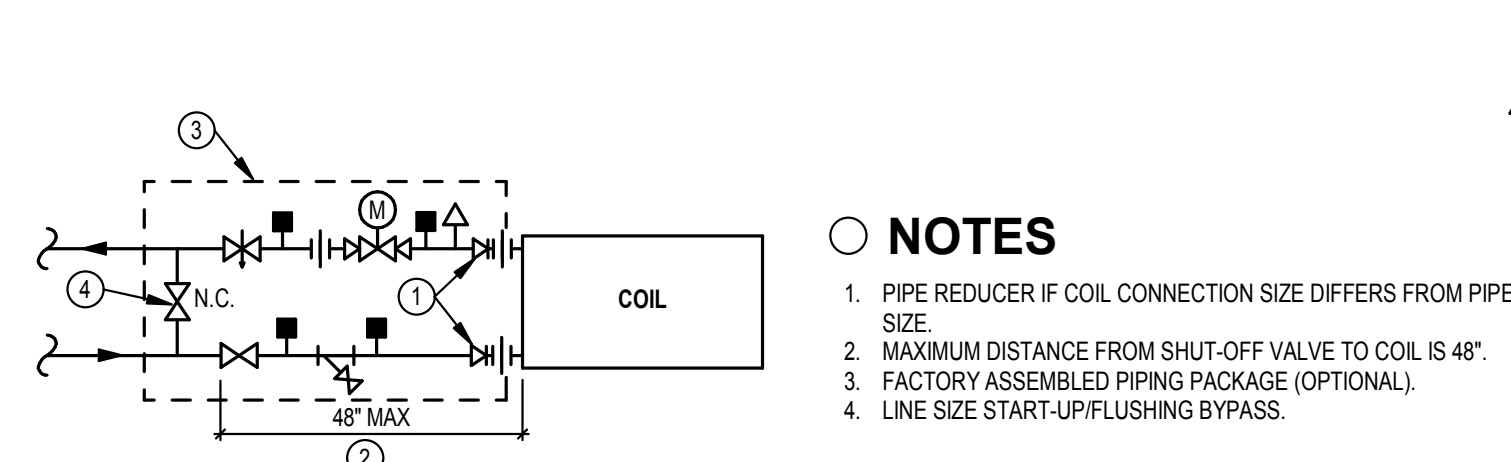 3
M
4
N.C.
1
COIL
48" MAX
2
NOTES
1. PIPE REDUCER IF COIL CONNECTION SIZE DIFFERS FROM PIPE
SIZE.
2. MAXIMUM DISTANCE FROM SHUT-OFF VALVE TO COIL IS 48".
3. FACTORY ASSEMBLED PIPING PACKAGE (OPTIONAL).
4. LINE SIZE START-UP/FLUSHING BYPASS.